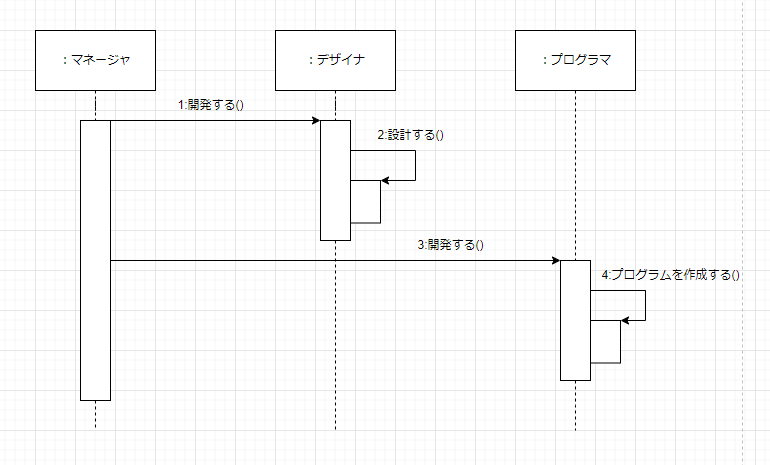 : マネージャ
: デザイナ
: プログラマ
1:開発する()
2:設計する()
3:開発する()
4:プログラムを作成する()